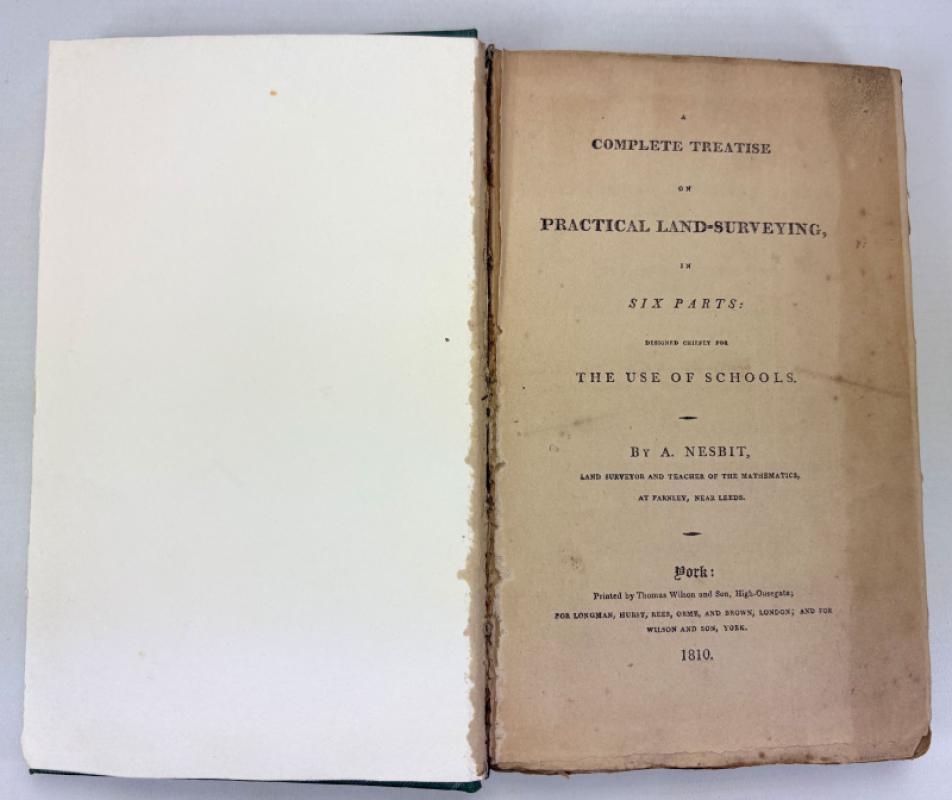 A
COMPLETE TREATISE
ON
PRACTICAL LAND-SURVEYING,
IN
SIX PARTS:
DESIGNED CHIEFLY FOR
THE USE OF SCHOOLS.
BY A. NESBIT,
LAND SURVEYOR AND TEACHER OF THE MATHEMATICS,
AT FARNLEY, NEAR LEEDS.
York:
Printed by Thomas Wilson and Son, High-Ousegate;
FOR LONGMAN, HURST, REES, ORME, AND BROWN, LONDON; AND FOR
WILSON AND SON, YORK.
1810.